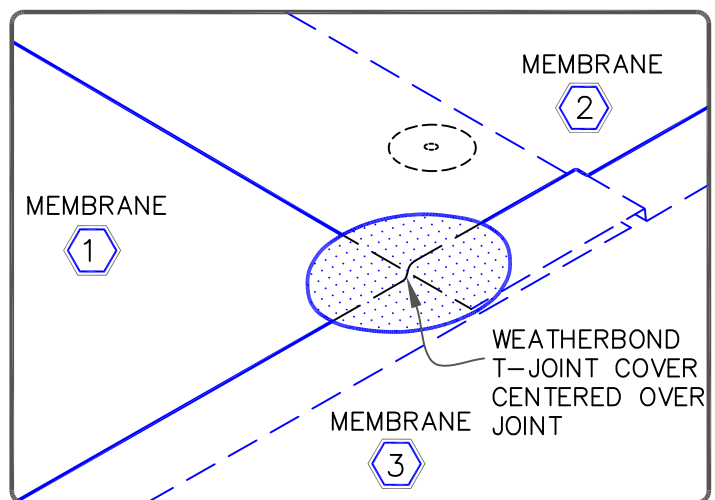 MEMBRANE
2
MEMBRANE
1
WEATHERBOND
T-JOINT COVER
CENTERED OVER
JOINT
MEMBRANE
3